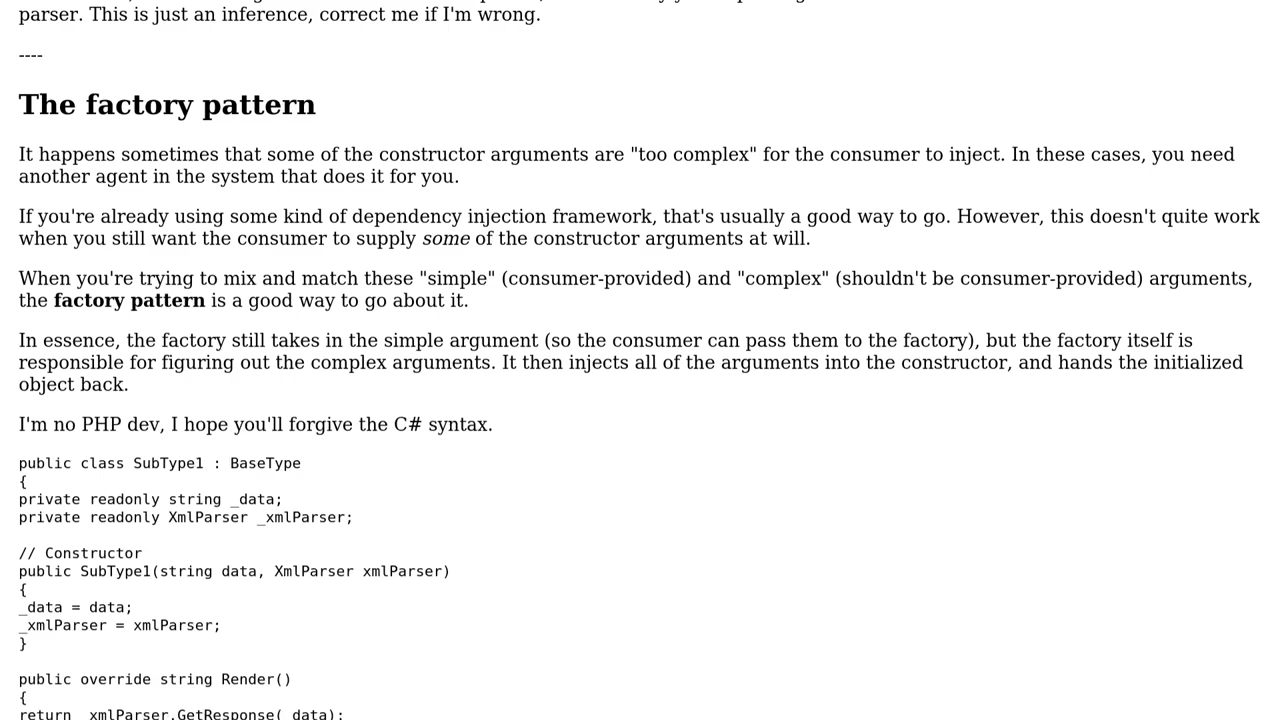 parser. This is just an inference, correct me if I'm wrong.
----
The factory pattern
It happens sometimes that some of the constructor arguments are "too complex" for the consumer to inject. In these cases, you need
another agent in the system that does it for you.
If you're already using some kind of dependency injection framework, that's usually a good way to go. However, this doesn't quite work
when you still want the consumer to supply some of the constructor arguments at will.
When you're trying to mix and match these "simple" (consumer-provided) and "complex" (shouldn't be consumer-provided) arguments,
the factory pattern is a good way to go about it.
In essence, the factory still takes in the simple argument (so the consumer can pass them to the factory), but the factory itself is
responsible for figuring out the complex arguments. It then injects all of the arguments into the constructor, and hands the initialized
object back.
I'm no PHP dev, I hope you'll forgive the C# syntax.
public class SubType1 : BaseType
{
private readonly string _data;
private readonly XmlParser _xmlParser;
// Constructor
public SubType1(string data, XmlParser xmlParser)
{
_data = data;
_xmlParser = xmlParser;
}
public override string Render()
{
return _xmlParser.GetResponse(_data);